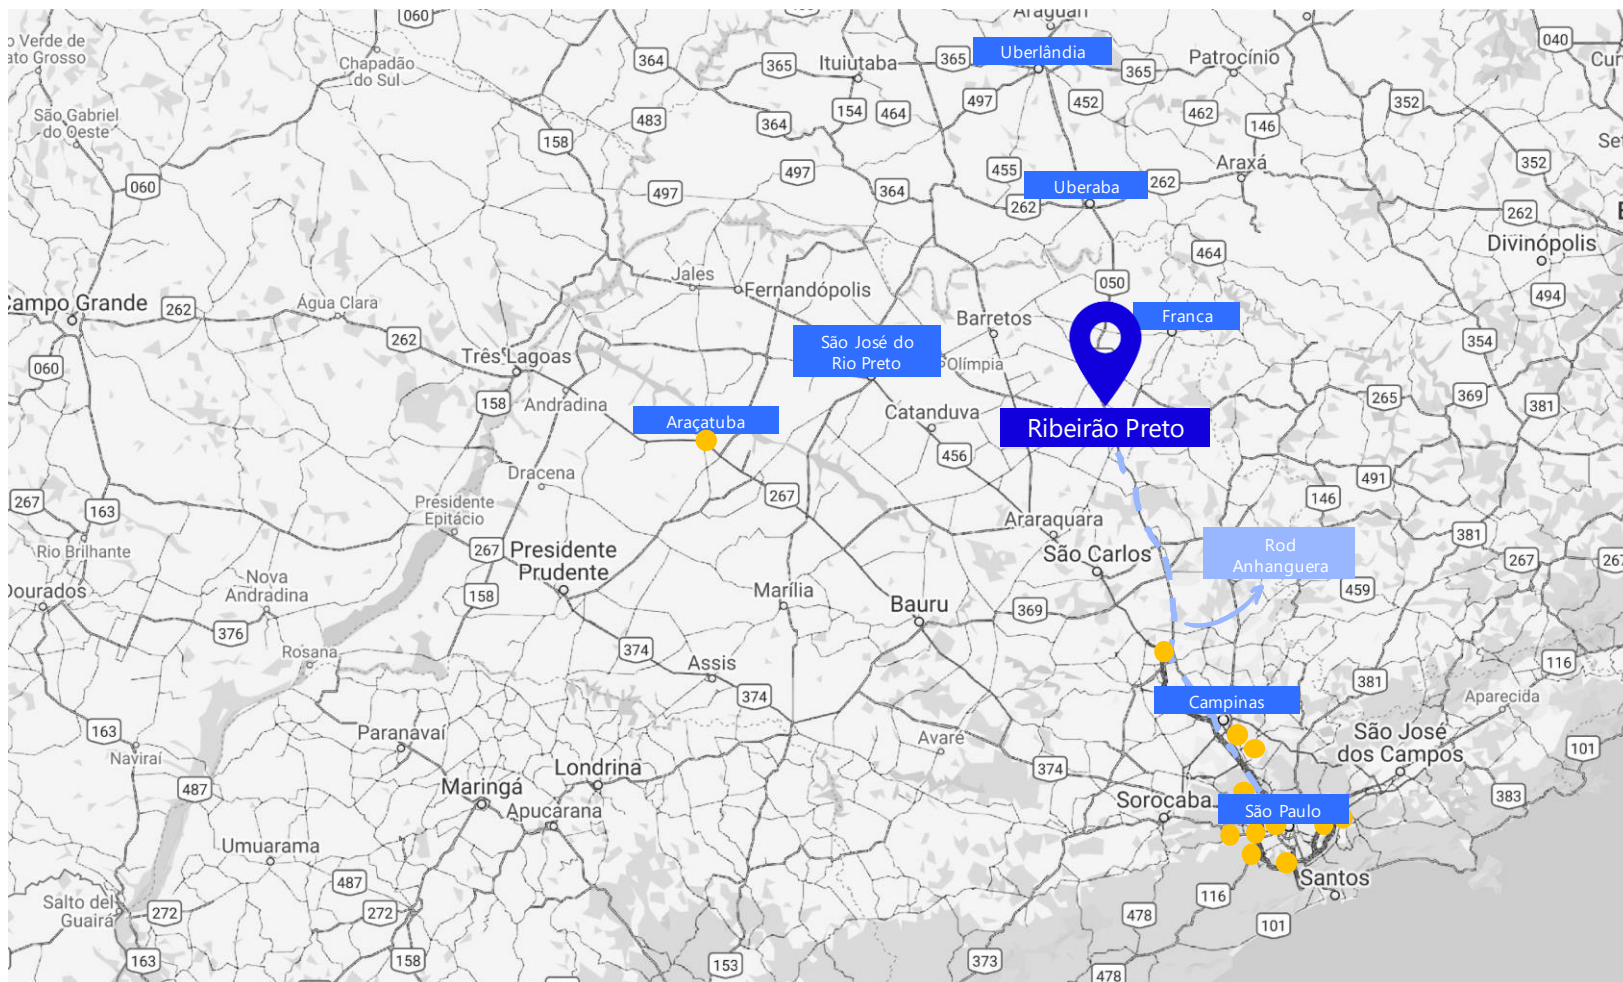 060
Araguari
040
o Verde de
ato Grosso
Chapadão
do Sul
364
365
Ituiutaba
365
Uberlândia
365
Patrocínio
Cur
154
464
497
452
462
352
São Gabriel
do Oeste
483
364
146
158
352
Set
497
455
Araxá
060
497
364
Uberaba
262
262
262
Divinópolis
464
Jales
Fernandópolis
050
494
Campo Grande
262
Água Clara
262
Barretos
Franca
354
060
Três Lagoas
São José do
Rio Preto
Olímpia
158
Andradina
Araçatuba
Catanduva
Ribeirão Preto
265
369
381
456
Dracena
267
491
146
267
163
Presidente
Epitácio
Araraquara
381
Rio Brilhante
267
Presidente
Prudente
São Carlos
Rod
Anhanguera
267
267
Dourados
Nova
Andradina
158
Marília
Bauru
369
459
376
Rosana
374
Assis
374
381
116
Aparecida
163
Naviraí
Paranavaí
Campinas
Avaré
São José
dos Campos
101
487
Maringá
Londrina
374
Apucarana
Sorocaba
São Paulo
383
Umuarama
487
Santos
Salto del
Guairá
272
272
116
478
101
163
158
153
373
478